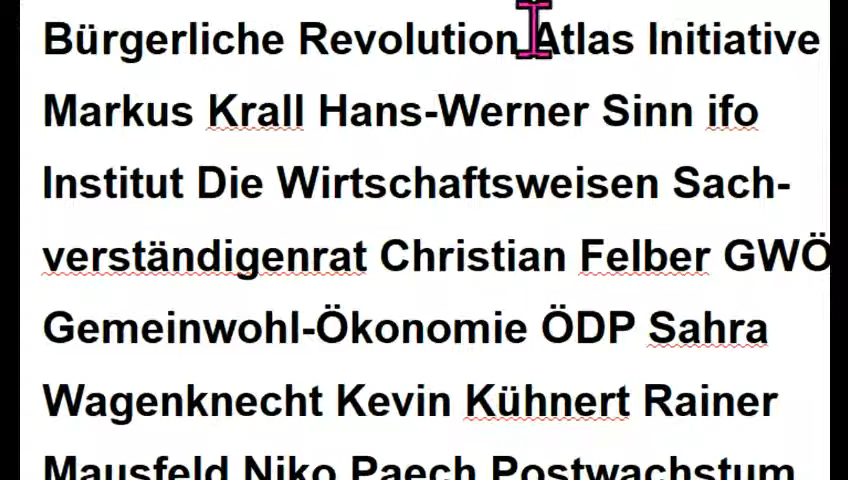 Bürgerliche Revolution Atlas Initiative
Markus Krall Hans-Werner Sinn ifo
Institut Die Wirtschaftsweisen Sach-
verständigenrat Christian Felber GWÖ
Gemeinwohl-Ökonomie ÖDP Sahra
Wagenknecht Kevin Kühnert Rainer
Mausfeld Niko Paech Postwachstum